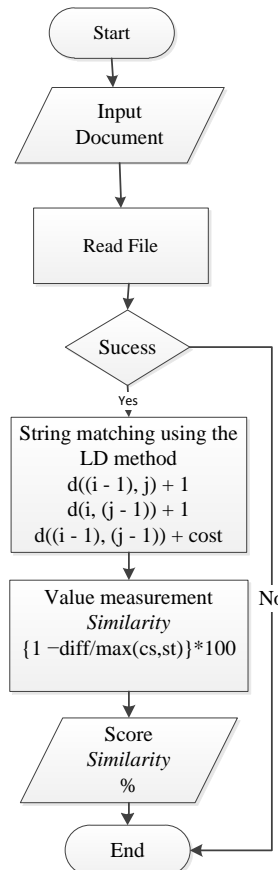 Start
Input
Document
Read File
Sucess
Yes
String matching using the
LD method
d((i - 1), j) + 1
d(i, (j - 1)) + 1
d((i - 1), (j - 1)) + cost
Value measurement
Similarity
{1 −diff/max(cs,st)}*100
No
Score
Similarity
%
End